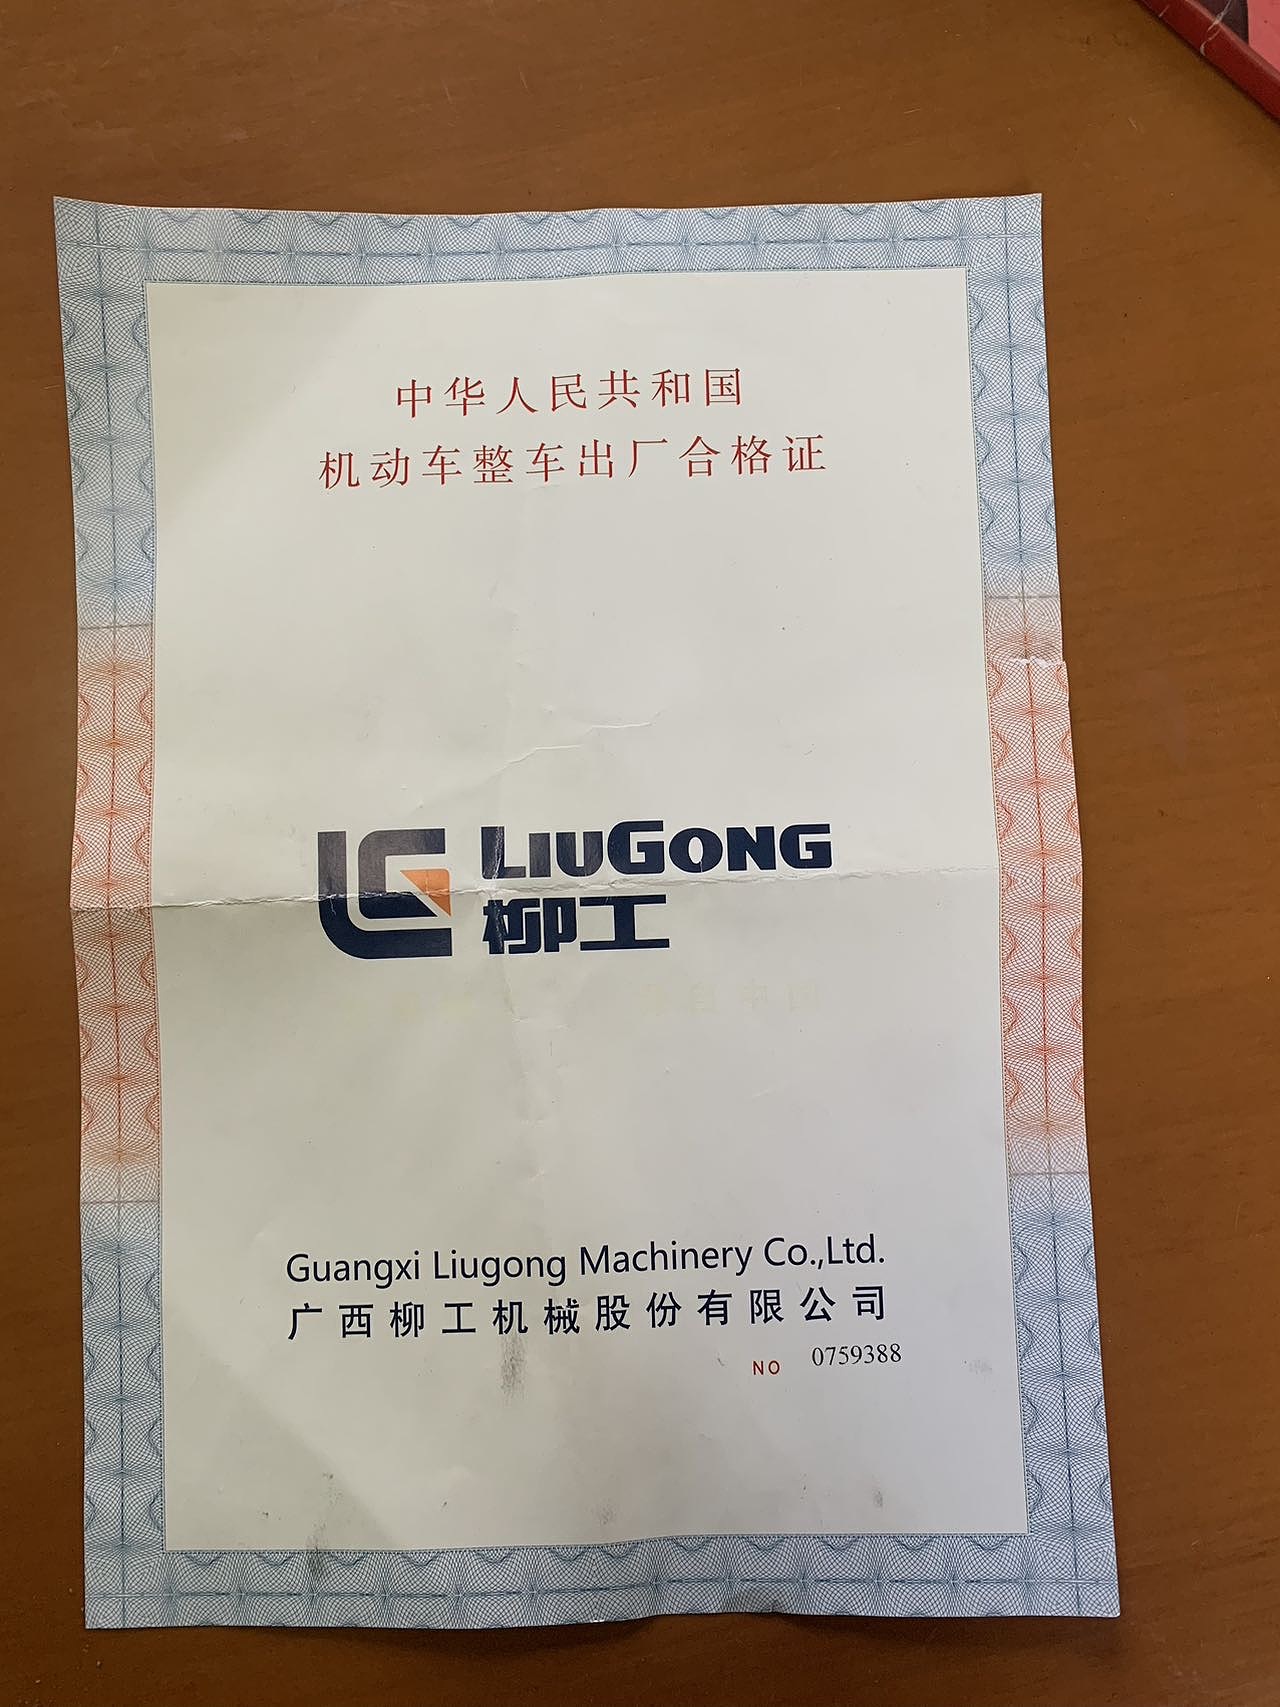 中华人民共和国
机动车整车出厂合格证
LIUGONG
柳工
Guangxi Liugong Machinery Co.,Ltd.
广西柳工机械股份有限公司
NO 0759388